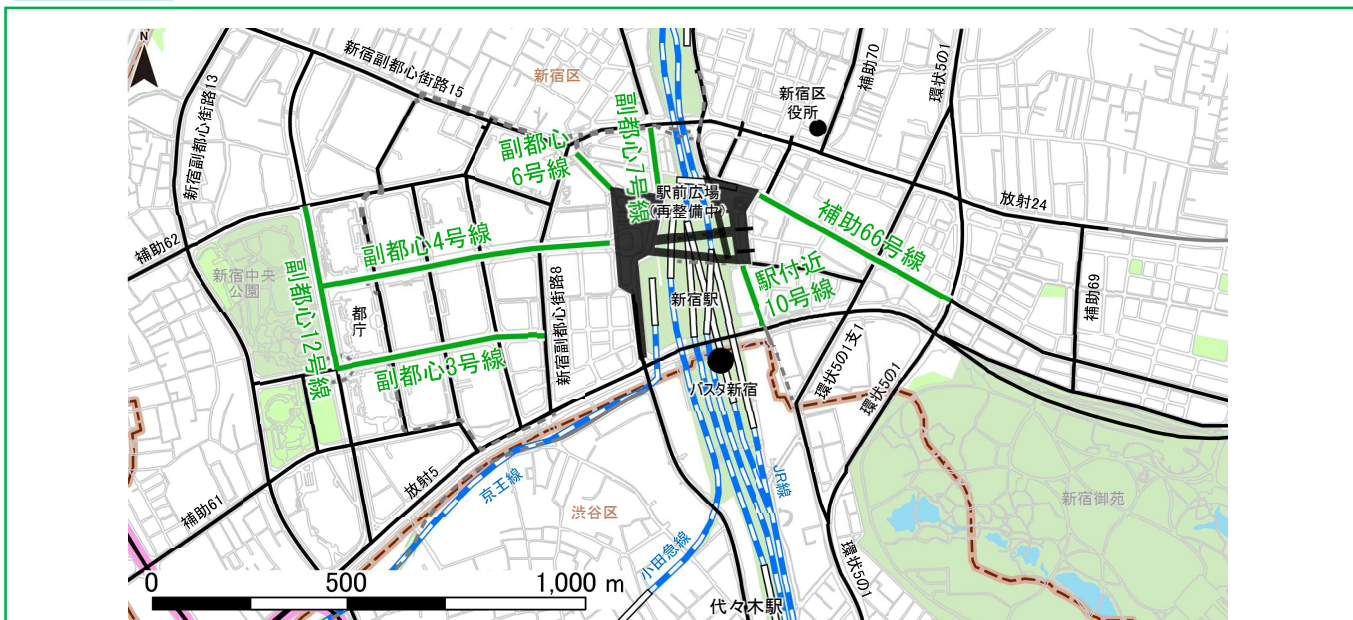 N
新宿副都心街路15
新宿副都心街路13
新宿区
副都心
6号線
副都心7号線
新宿区
役所
補助70
環状5の1
駅前広場
(再整備中)
放射24
補助66号線
補助62
新宿中央
公園
副都心12号線
副都心4号線
都
庁
副都心3号線
新宿副都心街路8
新宿駅
駅付近
10号線
補助69
バスタ新宿
環状5の1支1
環状5の1
補助61
放射5
京王線
渋谷区
小田急線
JR線
新宿御苑
環状5の1
代々木駅
0 500 1,000 m